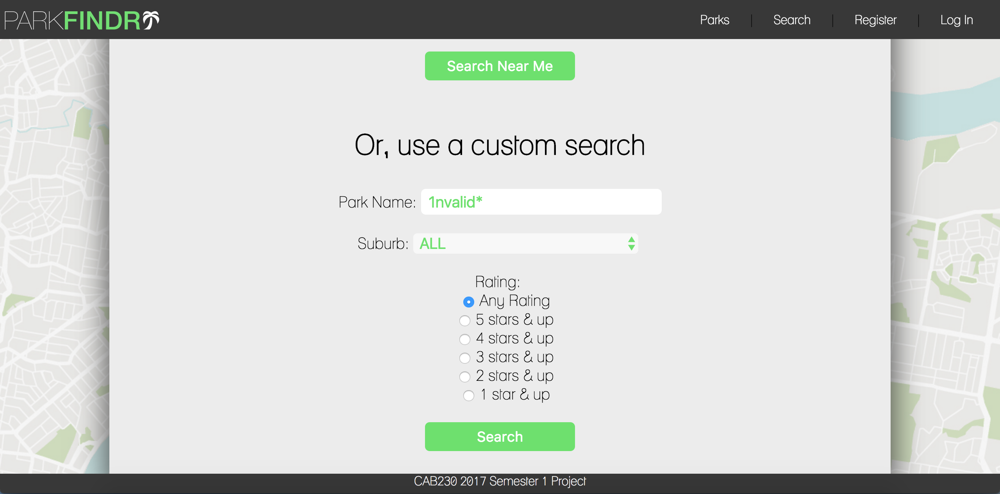 PARKFINDR
Parks | Search | Register | Log In
Search Near Me
Or, use a custom search
Park Name: 1nvalid*
Suburb: ALL
Rating:
Any Rating
5 stars & up
4 stars & up
3 stars & up
2 stars & up
1 star & up
Search
CAB230 2017 Semester 1 Project